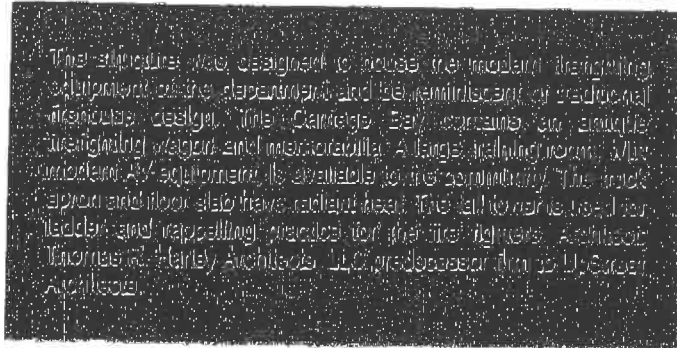 This structure was designed to house the modern firefighting
equipment of the department and be reminiscent of traditional
firehouse design. The Carriage Bay contains an antique
firefighting wagon and memorabilia. A large training room, with
modern AV equipment is available to the community. The truck
apron and floor slab have radiant heat. The tall tower is used for
ladder and rappelling practice for the fire fighters. Architect:
Thomas R. Harley Architects, LLC predecessor firm to UpStreet
Architects